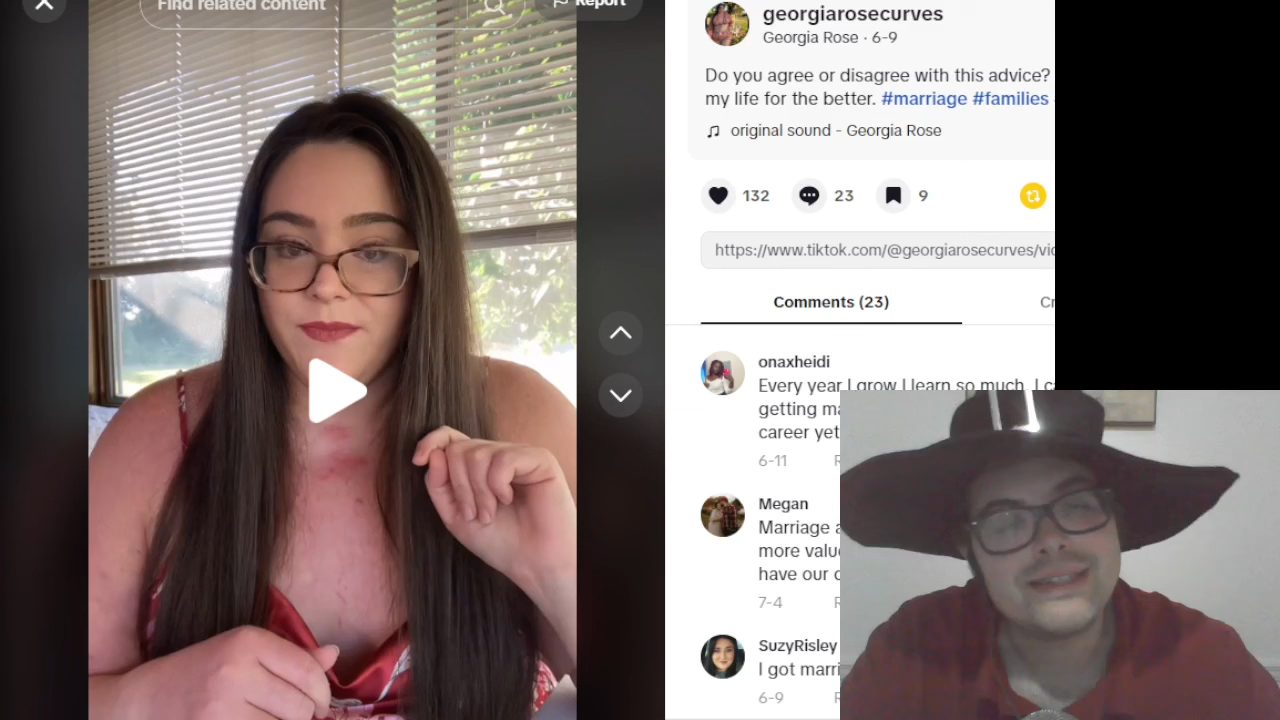 Find related content
Report
georgiarosecurves
Georgia Rose · 6-9
Do you agree or disagree with this advice?
my life for the better. #marriage #families
original sound - Georgia Rose
132
23
9
https://www.tiktok.com/@georgiarosecurves/vi
Comments (23)
onaxheidi
Every year I grow I learn so much. I
getting
career yet
6-11
Megan
Marriage
more
have our
7-4
SuzyRisley
I got
6-9